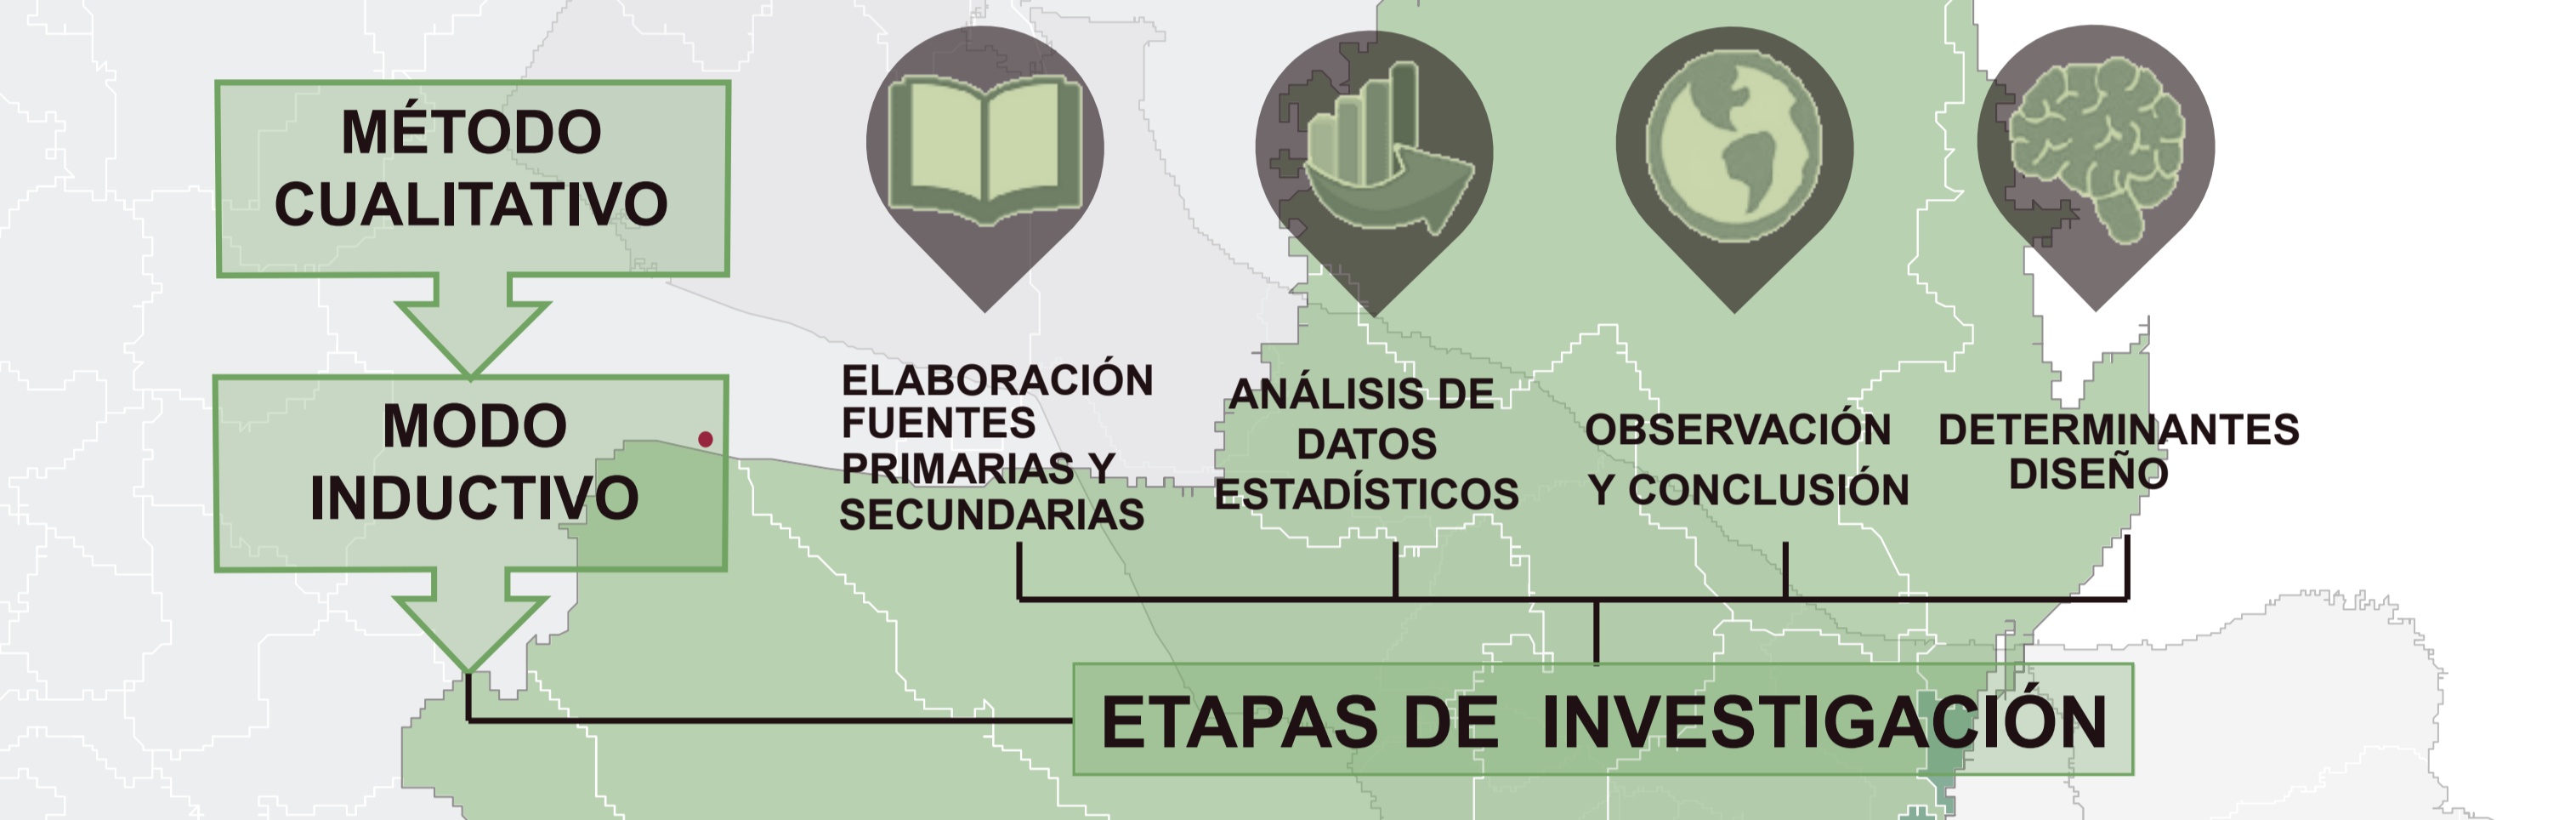 MÉTODO
CUALITATIVO
MODO
INDUCTIVO
ELABORACIÓN
FUENTES
PRIMARIAS Y
SECUNDARIAS
ANÁLISIS DE
DATOS
ESTADÍSTICOS
OBSERVACIÓN
Y CONCLUSIÓN
DETERMINANTES
DISEÑO
ETAPAS DE INVESTIGACIÓN